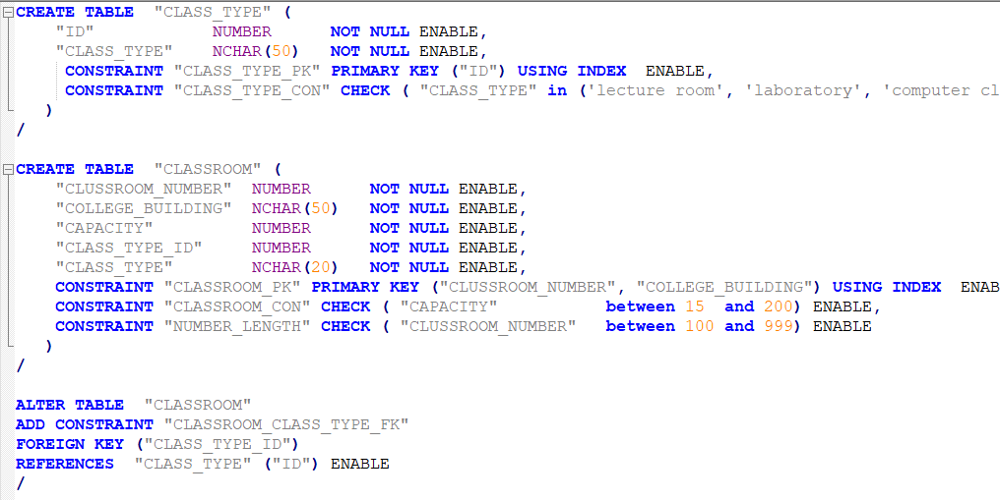 CREATE TABLE "CLASS_TYPE" (
"ID" NUMBER NOT NULL ENABLE,
"CLASS_TYPE" NCHAR(50) NOT NULL ENABLE,
CONSTRAINT "CLASS_TYPE_PK" PRIMARY KEY ("ID") USING INDEX ENABLE,
CONSTRAINT "CLASS_TYPE_CON" CHECK ( "CLASS_TYPE" in ('lecture room', 'laboratory', 'computer cl
)
/
CREATE TABLE "CLASSROOM" (
"CLUSSROOM_NUMBER" NUMBER NOT NULL ENABLE,
"COLLEGE_BUILDING" NCHAR(50) NOT NULL ENABLE,
"CAPACITY" NUMBER NOT NULL ENABLE,
"CLASS_TYPE_ID" NUMBER NOT NULL ENABLE,
"CLASS_TYPE" NCHAR(20) NOT NULL ENABLE,
CONSTRAINT "CLASSROOM_PK" PRIMARY KEY ("CLUSSROOM_NUMBER", "COLLEGE_BUILDING") USING INDEX ENAB
CONSTRAINT "CLASSROOM_CON" CHECK ( "CAPACITY" between 15 and 200) ENABLE,
CONSTRAINT "NUMBER_LENGTH" CHECK ( "CLUSSROOM_NUMBER" between 100 and 999) ENABLE
)
/
ALTER TABLE "CLASSROOM"
ADD CONSTRAINT "CLASSROOM_CLASS_TYPE_FK"
FOREIGN KEY ("CLASS_TYPE_ID")
REFERENCES "CLASS_TYPE" ("ID") ENABLE
/